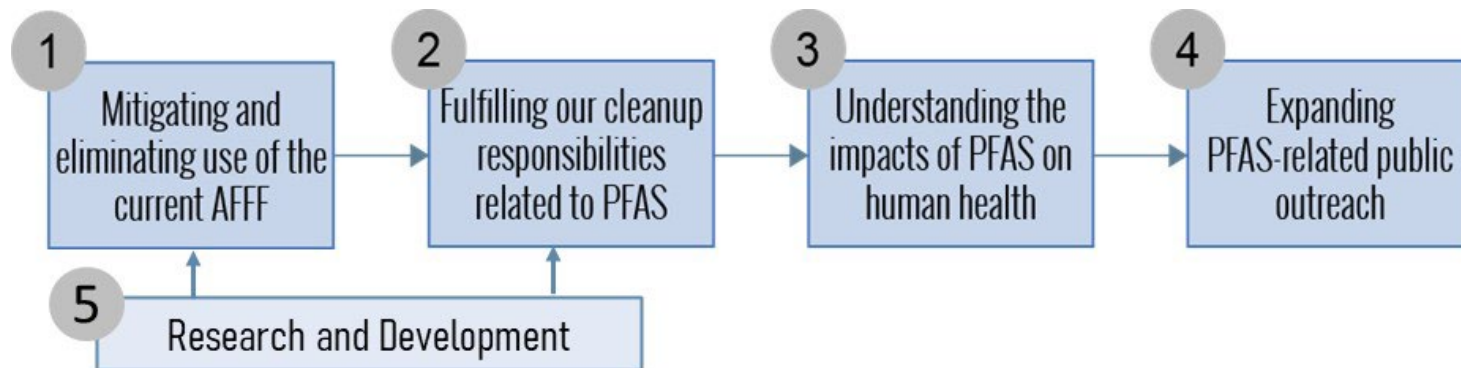 1
Mitigating and
eliminating use of the
current AFFF
2
Fulfilling our cleanup
responsibilities
related to PFAS
3
Understanding the
impacts of PFAS on
human health
4
Expanding
PFAS-related public
outreach
5
Research and Development